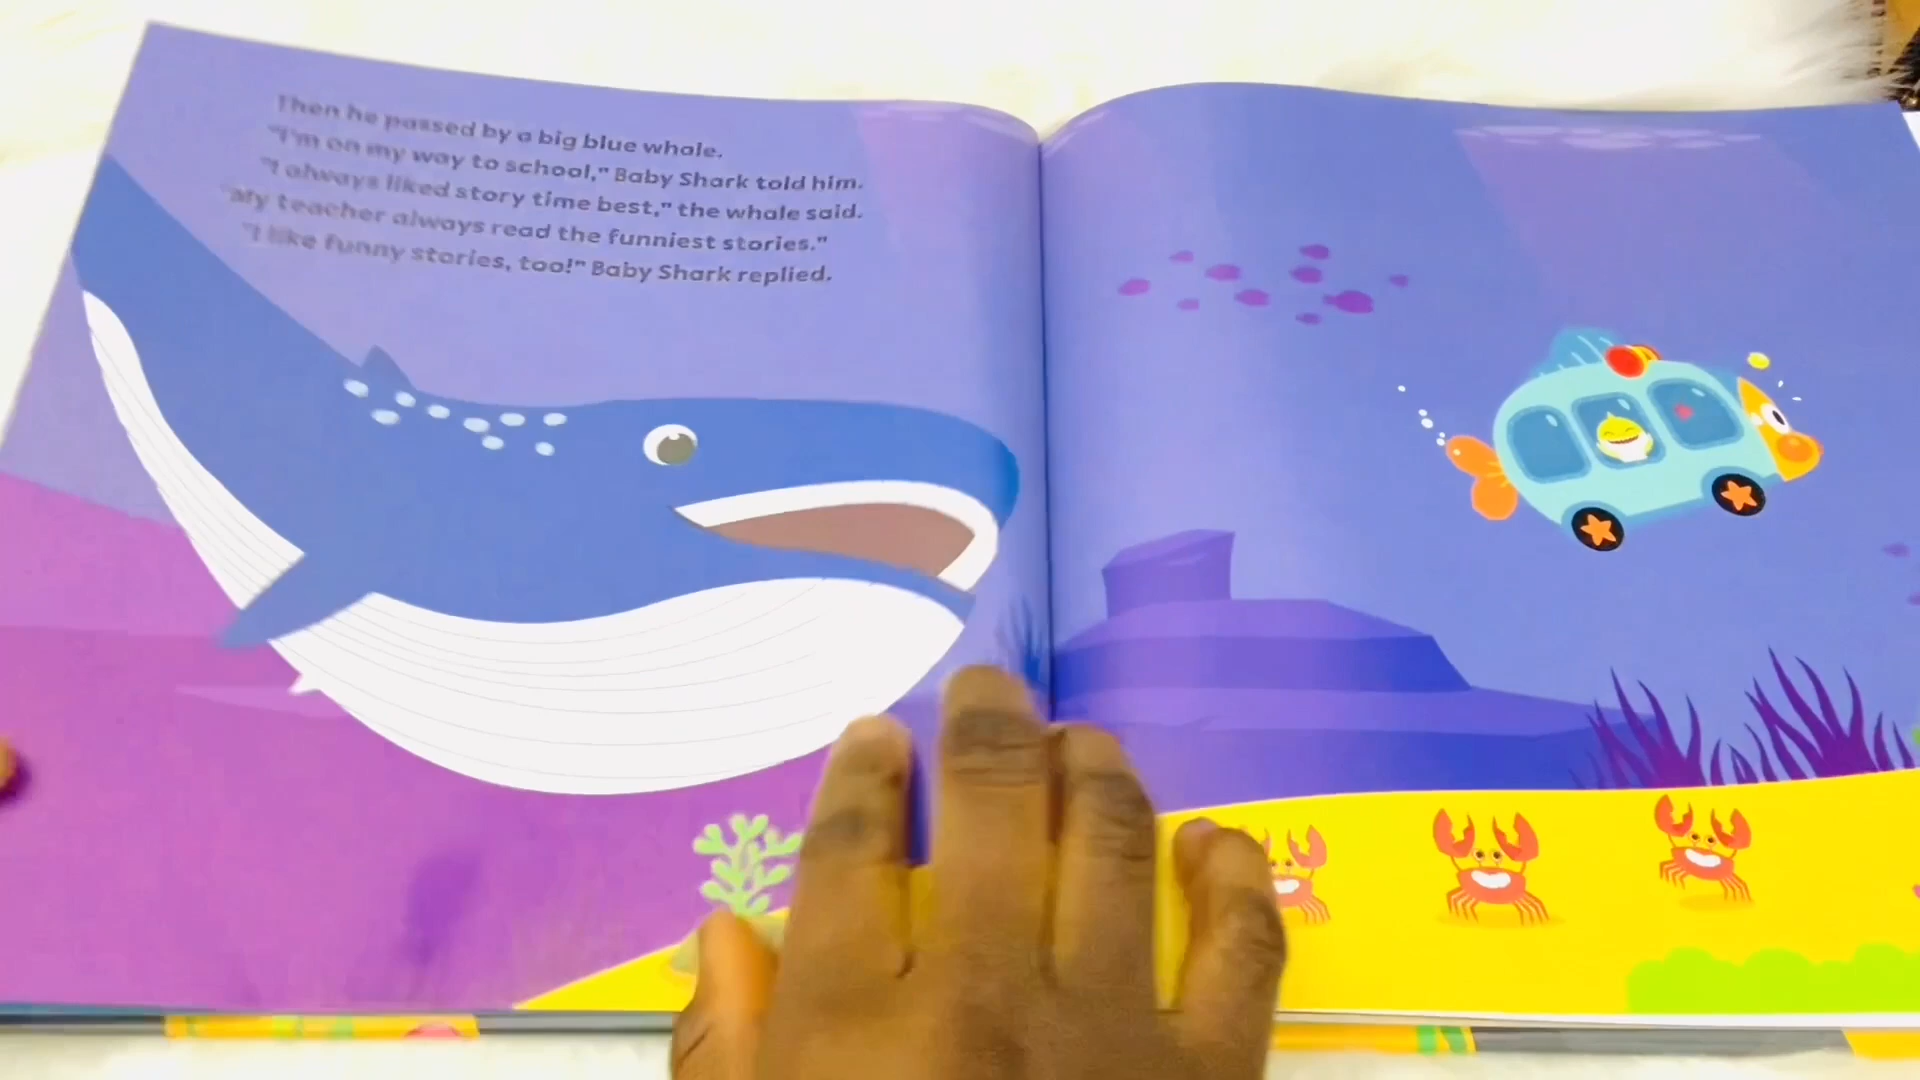 Then he passed by a big blue whale.
"I'm on my way to school," Baby Shark told him.
"I always liked story time best," the whale said.
"My teacher always read the funniest stories."
"I like funny stories, too!" Baby Shark replied.